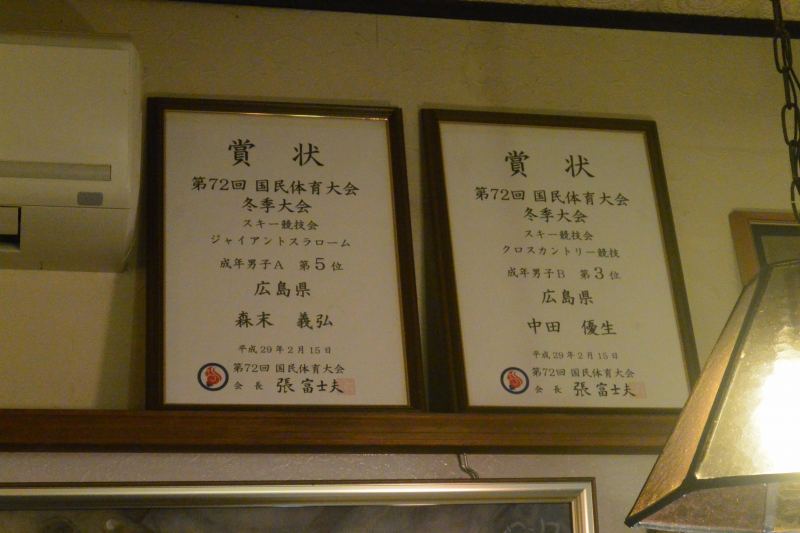 賞 状
第72回 国民体育大会
冬季大会
スキー競技会
ジャイアントスラローム
成年男子A 第5位
広島県
森末 義弘
平成29年2月15日
第72回 国民体育大会
会長 張 富士夫
賞 状
第72回 国民体育大会
冬季大会
スキー競技会
クロスカントリー競技
成年男子B 第3位
広島県
中田 優生
平成29年2月15日
第72回 国民体育大会
会長 張 富士夫